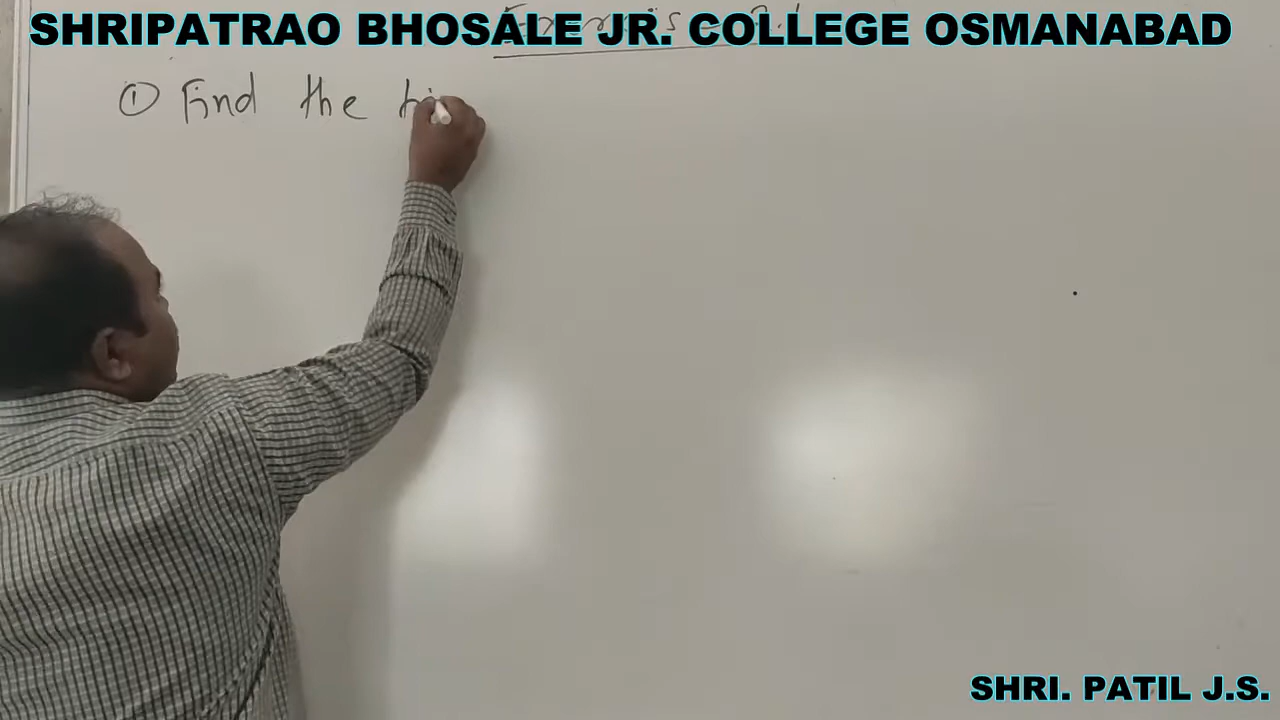 SHRIPATRAO BHOSALE JR. COLLEGE OSMANABAD
① Find the
SHRI. PATIL J.S.